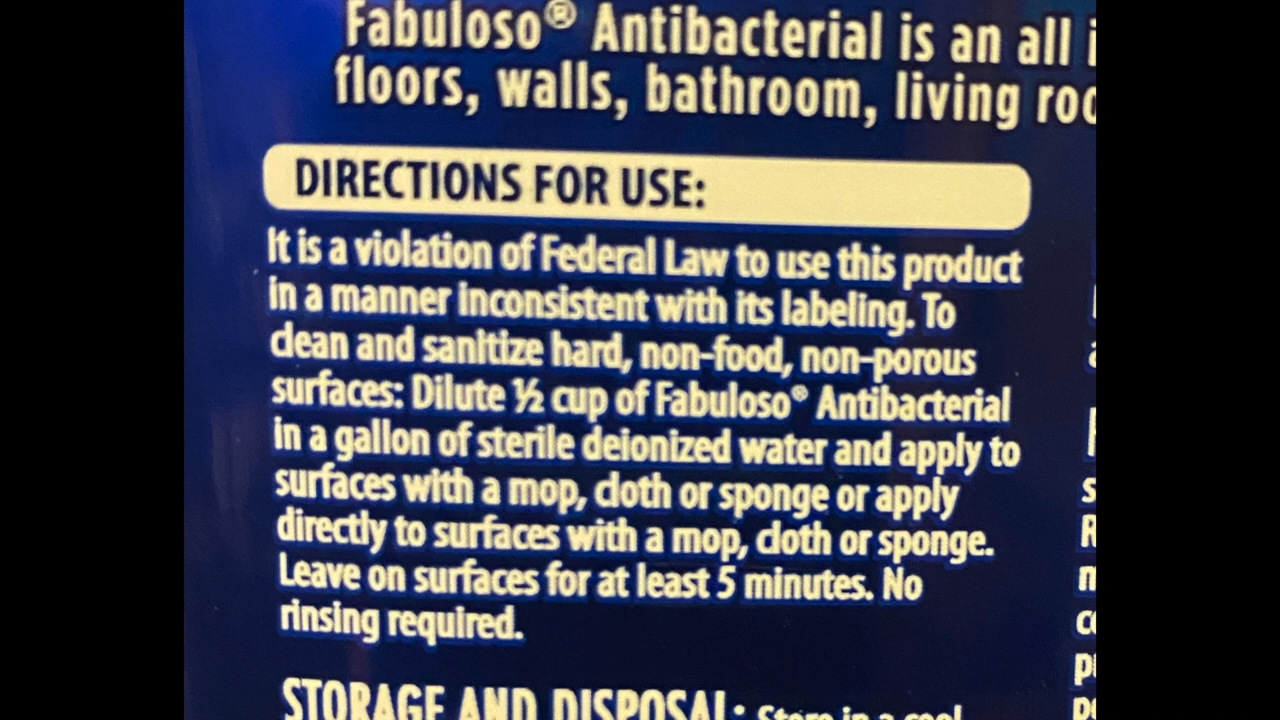 Fabuloso® Antibacterial is an all
floors, walls, bathroom, living
DIRECTIONS FOR USE:
It is a violation of Federal Law to use this product
in a manner inconsistent with its labeling. To
clean and sanitize hard, non-food, non-porous
surfaces: Dilute ½ cup of Fabuloso® Antibacterial
in a gallon of sterile deionized water and apply to
surfaces with a mop, cloth or sponge or apply
directly to surfaces with a mop, cloth or sponge.
Leave on surfaces for at least 5 minutes. No
rinsing required.
STORAGE AND DISPOSAL: Store in a cool